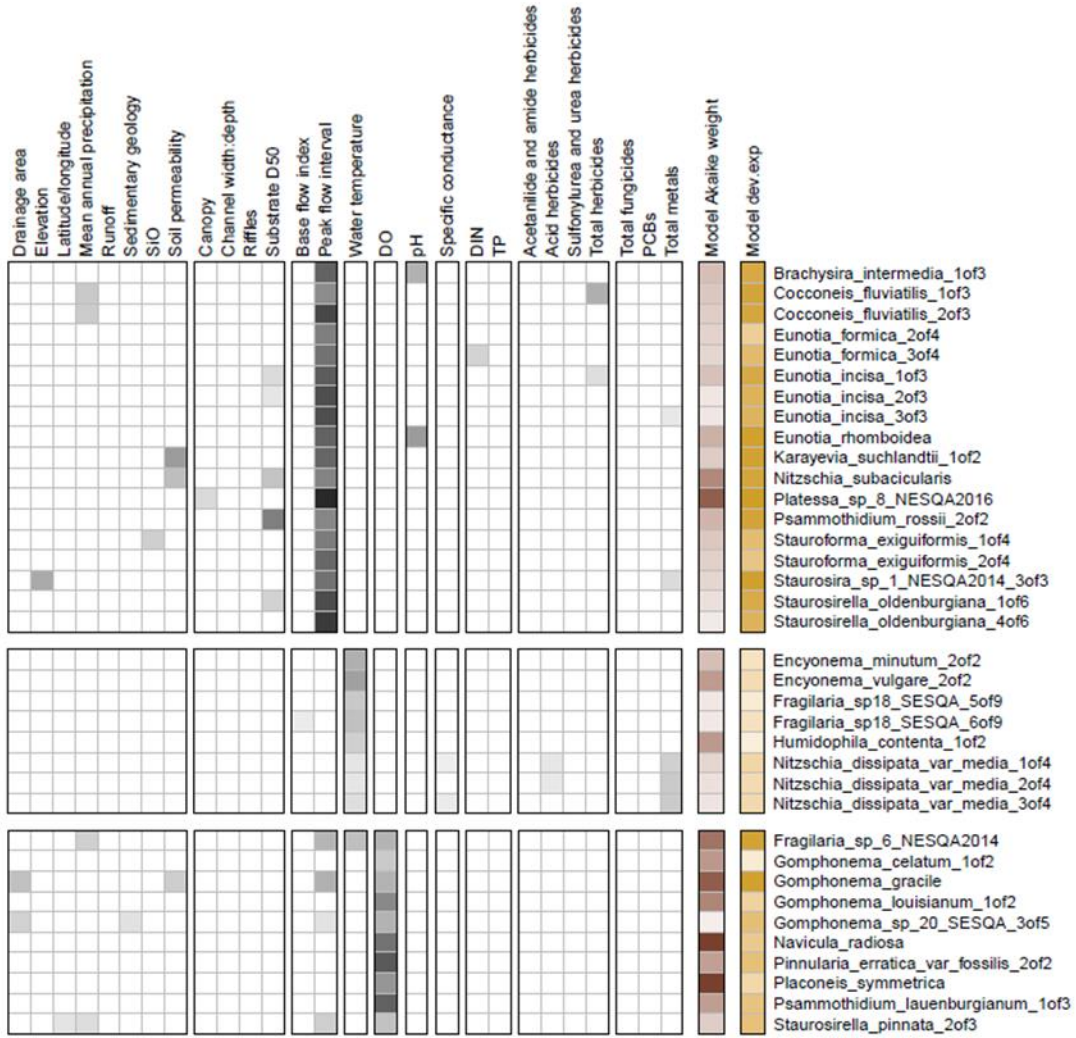 Drainage area
Elevation
Latitude/longitude
Mean annual precipitation
Runoff
Sedimentary geology
SiO
Soil permeability
Canopy
Channel width:depth
Riffles
Substrate D50
Base flow index
Peak flow interval
Water temperature
DO
pH
Specific conductance
DIN
TP
Acetanilide and amide herbicides
Acid herbicides
Sulfonylurea and urea herbicides
Total herbicides
Total fungicides
PCBs
Total metals
Model Akaike weight
Model dev.exp
Brachysira_intermedia_1of3
Cocconeis_fluviatilis_1of3
Cocconeis_fluviatilis_2of3
Eunotia_formica_2of4
Eunotia_formica_3of4
Eunotia_incisa_1of3
Eunotia_incisa_2of3
Eunotia_incisa_3of3
Eunotia_rhomboidea
Karayevia_suchlandtii_1of2
Nitzschia_subacicularis
Platessa_sp_8_NESQA2016
Psammothidium_rossii_2of2
Stauroforma_exiguiformis_1of4
Stauroforma_exiguiformis_2of4
Staurosira_sp_1_NESQA2014_3of3
Staurosirella_oldenburgiana_1of6
Staurosirella_oldenburgiana_4of6
Encyonema_minutum_2of2
Encyonema_vulgare_2of2
Fragilaria_sp18_SESQA_5of9
Fragilaria_sp18_SESQA_6of9
Humidophila_contenta_1of2
Nitzschia_dissipata_var_media_1of4
Nitzschia_dissipata_var_media_2of4
Nitzschia_dissipata_var_media_3of4
Fragilaria_sp_6_NESQA2014
Gomphonema_celatum_1of2
Gomphonema_gracile
Gomphonema_louisianum_1of2
Gomphonema_sp_20_SESQA_3of5
Navicula_radiosa
Pinnularia_erratica_var_fossilis_2of2
Placoneis_symmetrica
Psammothidium_lauenburgianum_1of3
Staurosirella_pinnata_2of3